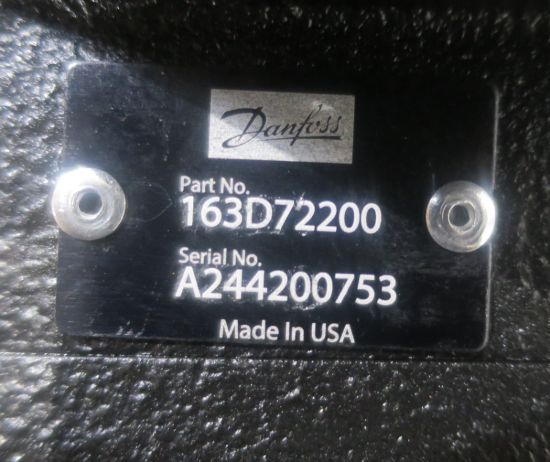 Danfoss
Part No.
163D72200
Serial No.
A244200753
Made In USA